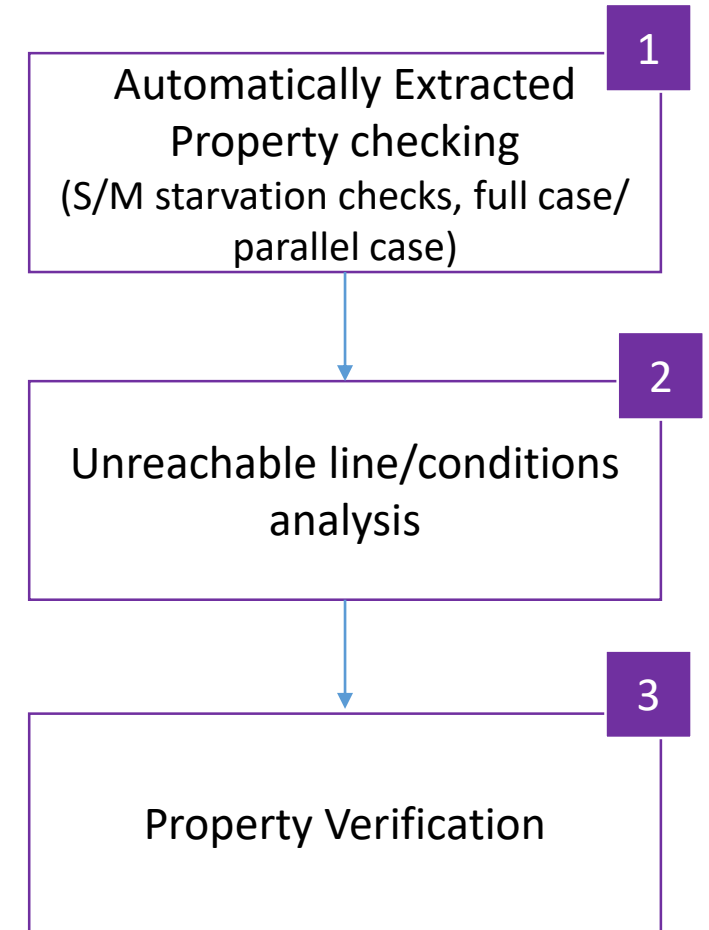 1
Automatically Extracted
Property checking
(S/M starvation checks, full case/
parallel case)
2
Unreachable line/conditions
analysis
3
Property Verification